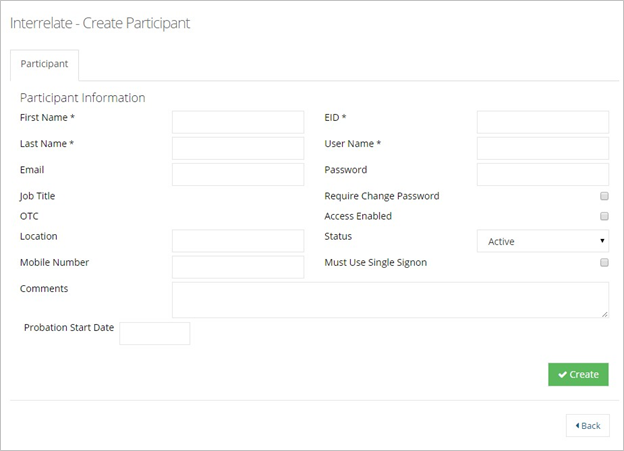 Interrelate - Create Participant
Participant
Participant Information
First Name * EID *
Last Name * User Name *
Email Password
Job Title Require Change Password
OTC Access Enabled
Location Status Active
Mobile Number Must Use Single Signon
Comments
Probation Start Date
Create
Back